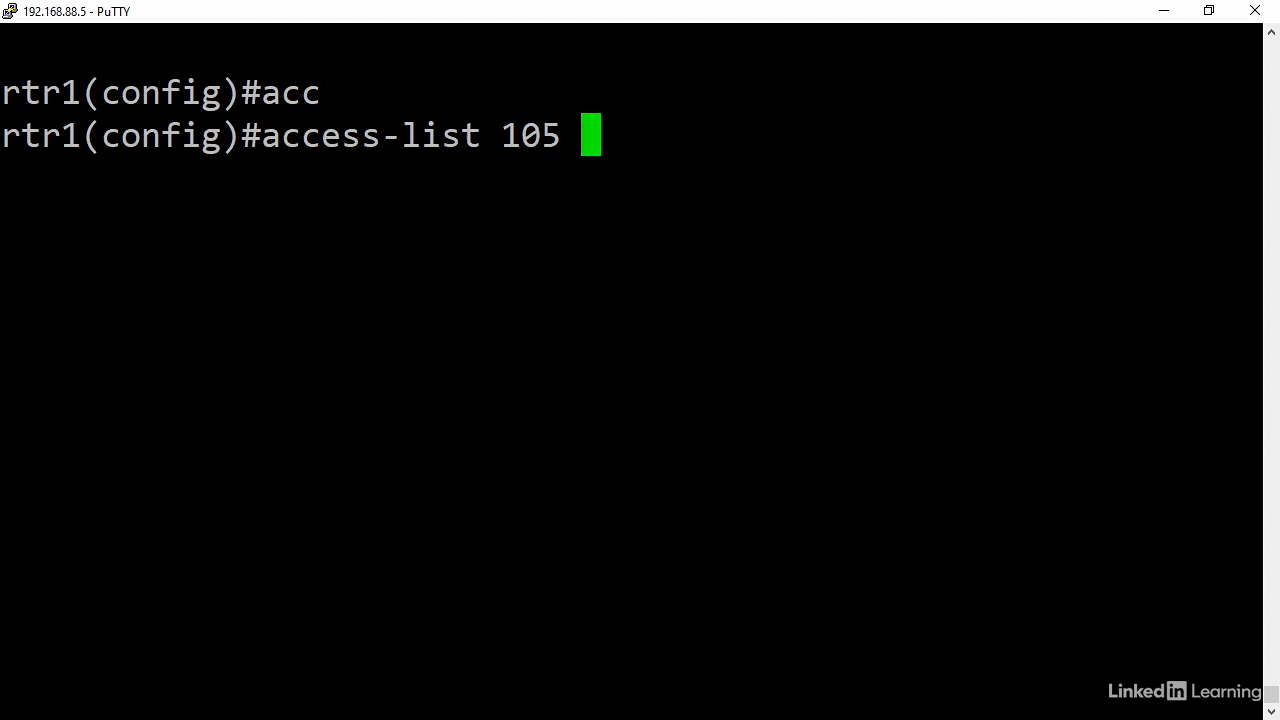 192.168.88.5 - PuTTY
rtr1(config)#acc
rtr1(config)#access-list 105
Linked in Learning